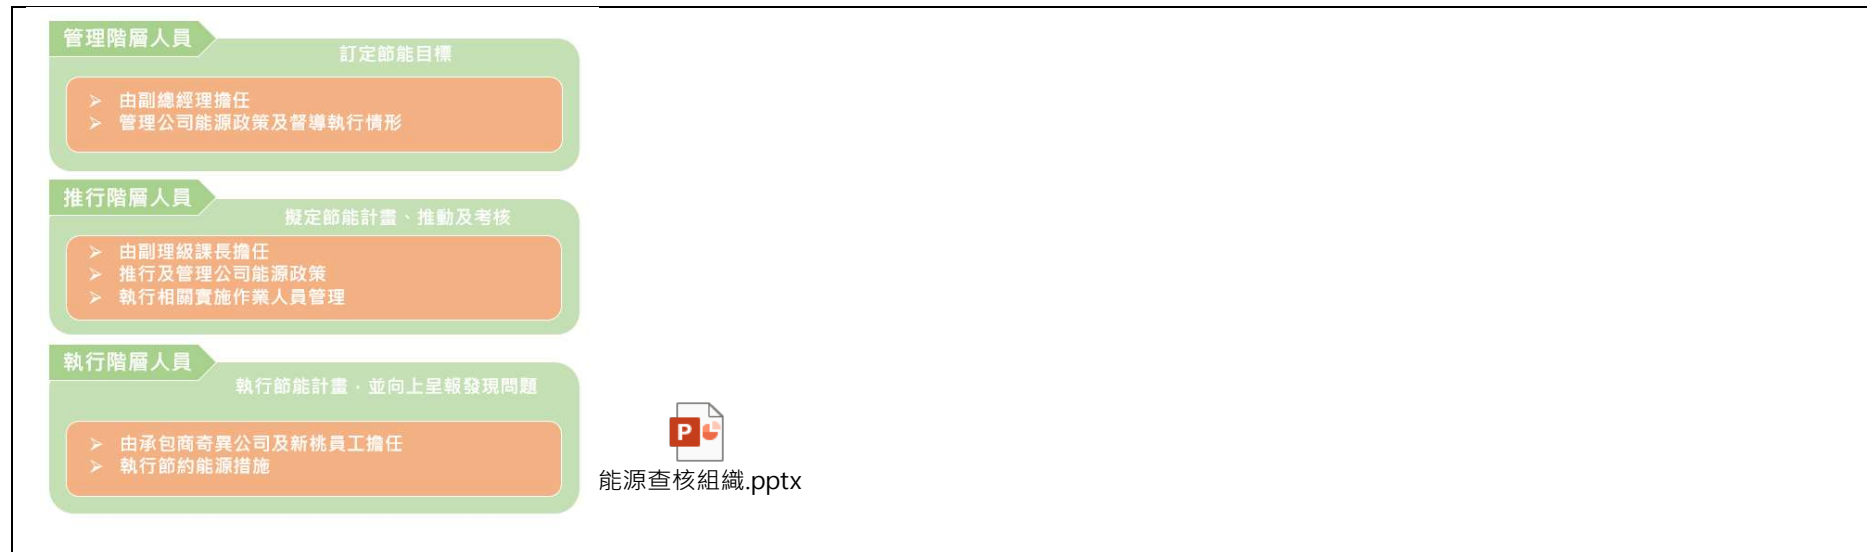 管理階層人員
訂定節能目標
➢ 由副總經理擔任
➢ 管理公司能源政策及督導執行情形
推行階層人員
擬定節能計畫、推動及考核
➢ 由副理級課長擔任
➢ 推行及管理公司能源政策
➢ 執行相關實施作業人員管理
執行階層人員
執行節能計畫，並向上呈報發現問題
➢ 由承包商奇異公司及新桃員工擔任
➢ 執行節約能源措施
P
能源查核組織.pptx